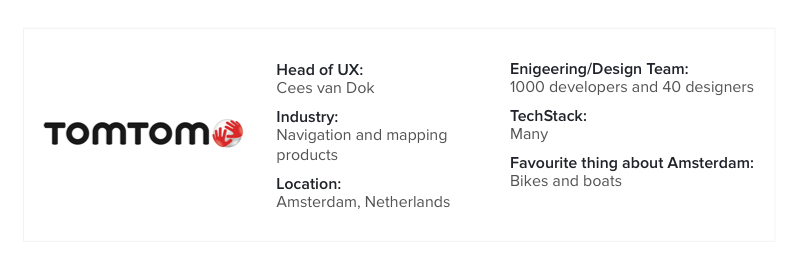 TOMTOM
Head of UX:
Cees van Dok
Industry:
Navigation and mapping
products
Location:
Amsterdam, Netherlands
Enigeering/Design Team:
1000 developers and 40 designers
TechStack:
Many
Favourite thing about Amsterdam:
Bikes and boats